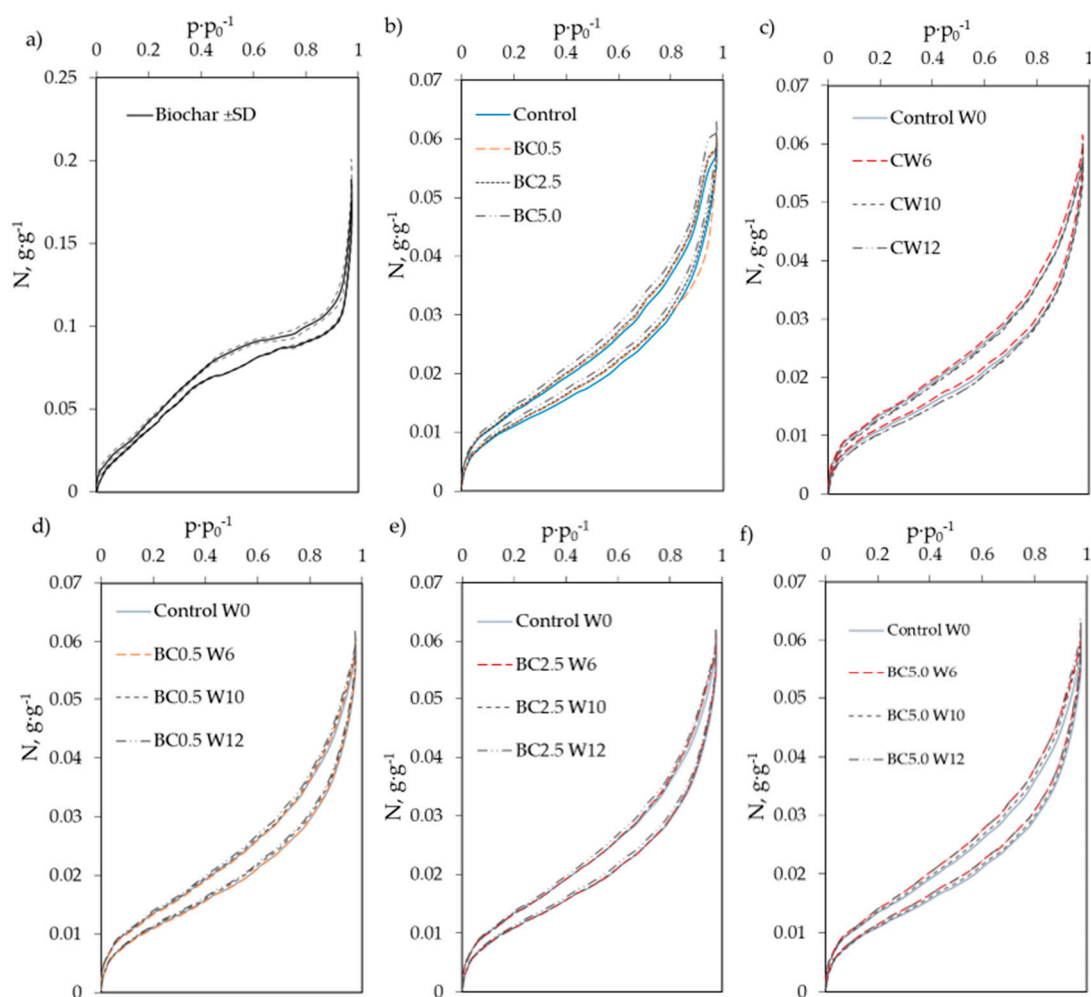 a)
p·p₀⁻¹
0 0.2 0.4 0.6 0.8 1
0.25
0.2
0.15
0.1
0.05
0
N, g·g⁻¹
Biochar ±SD
b)
p·p₀⁻¹
0 0.2 0.4 0.6 0.8 1
0.07
0.06
0.05
0.04
0.03
0.02
0.01
0
N, g·g⁻¹
Control
BC0.5
BC2.5
BC5.0
c)
p·p₀⁻¹
0 0.2 0.4 0.6 0.8 1
0.07
0.06
0.05
0.04
0.03
0.02
0.01
0
N, g·g⁻¹
Control W0
CW6
CW10
CW12
d)
p·p₀⁻¹
0 0.2 0.4 0.6 0.8 1
0.07
0.06
0.05
0.04
0.03
0.02
0.01
0
N, g·g⁻¹
Control W0
BC0.5 W6
BC0.5 W10
BC0.5 W12
e)
p·p₀⁻¹
0 0.2 0.4 0.6 0.8 1
0.07
0.06
0.05
0.04
0.03
0.02
0.01
0
N, g·g⁻¹
Control W0
BC2.5 W6
BC2.5 W10
BC2.5 W12
f)
p·p₀⁻¹
0 0.2 0.4 0.6 0.8 1
0.07
0.06
0.05
0.04
0.03
0.02
0.01
0
N, g·g⁻¹
Control W0
BC5.0 W6
BC5.0 W10
BC5.0 W12